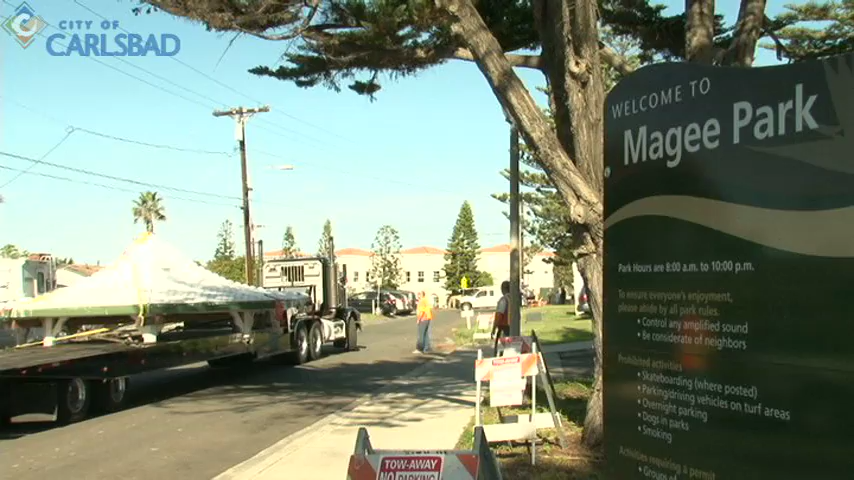 CITY OF
CARLSBAD
WELCOME TO
Magee Park
Park Hours are 8:00 a.m. to 10:00 p.m.
To ensure everyone's enjoyment,
please abide by all park rules.
• Control any amplified sound
• Be considerate of neighbors
Prohibited activities
• Skateboarding (where posted)
• Parking/driving vehicles on turf areas
• Overnight parking
• Dogs in parks
• Smoking
Activities requiring a permit
• Groups of
TOW-AWAY
NO PARKING